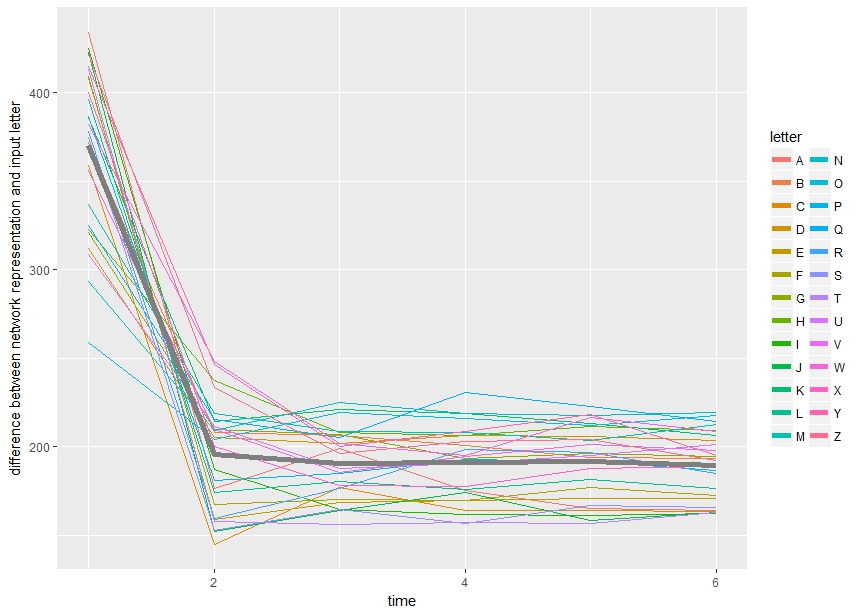 difference between network representation and input letter
400
300
200
2
4
6
time
letter
A N
B O
C P
D Q
E R
F S
G T
H U
I V
J W
K X
L Y
M Z